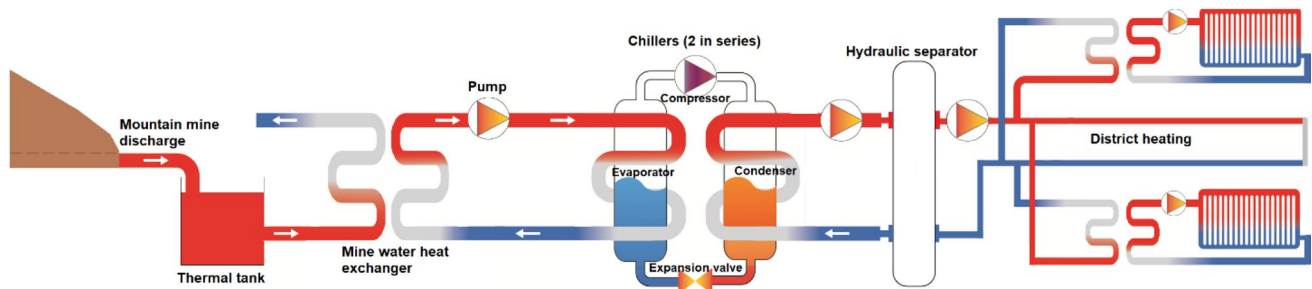 Chillers (2 in series)
Hydraulic separator
Pump
Compressor
Mountain mine
discharge
District heating
Evaporator
Condenser
Mine water heat
exchanger
Thermal tank
Expansion valve